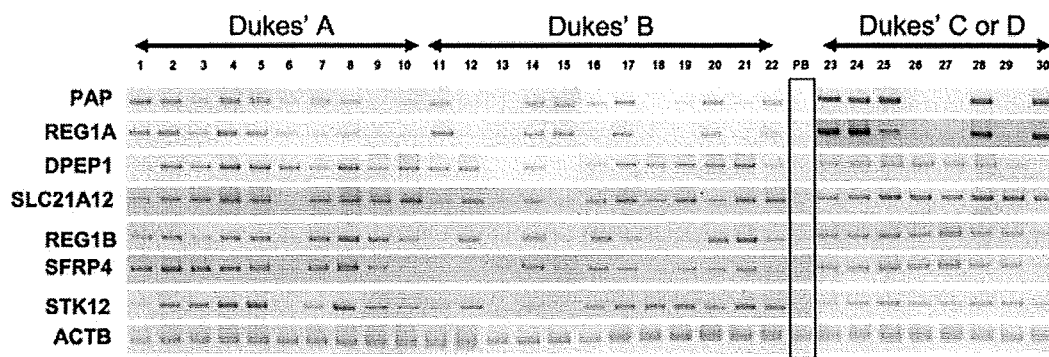 Dukes' A Dukes' B Dukes' C or D
1 2 3 4 5 6 7 8 9 10 11 12 13 14 15 16 17 18 19 20 21 22 PB 23 24 25 26 27 28 29 30
PAP
REG1A
DPEP1
SLC21A12
REG1B
SFRP4
STK12
ACTB